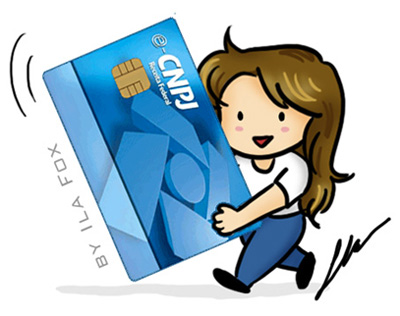 e-CNPJ
Receita Federal
BY ILA FOX